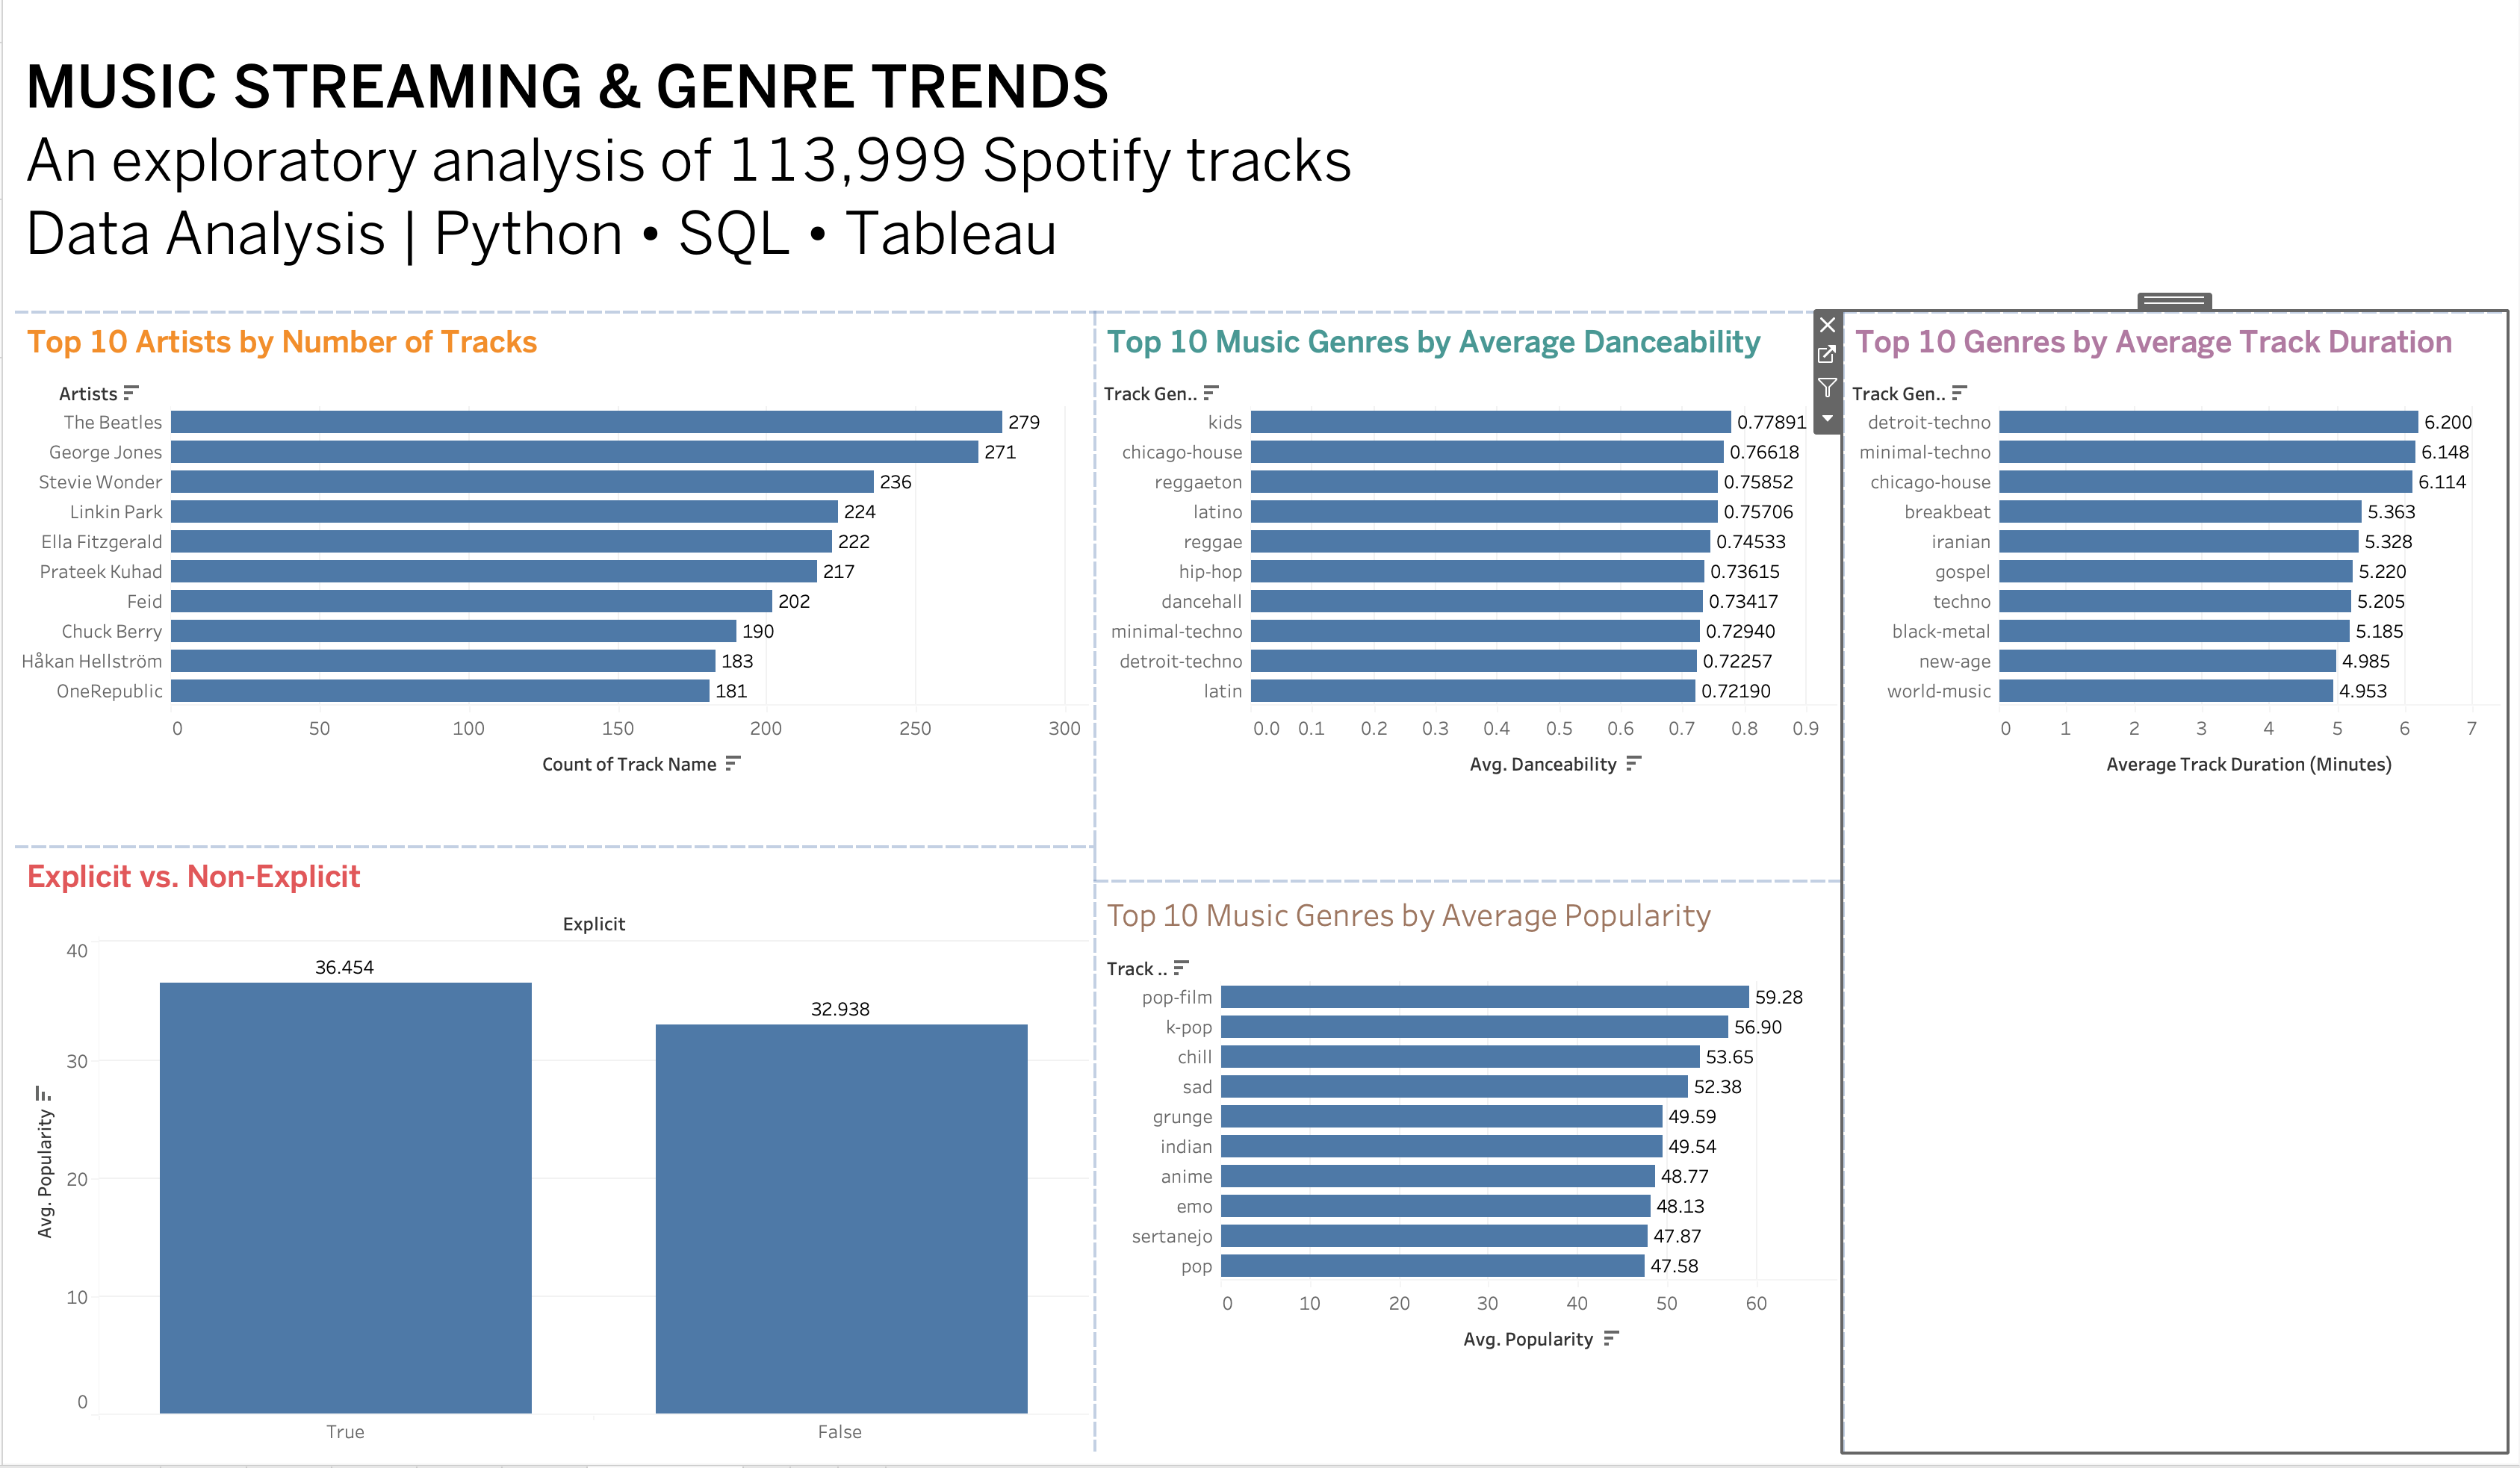 MUSIC STREAMING & GENRE TRENDS
An exploratory analysis of 113,999 Spotify tracks
Data Analysis | Python • SQL • Tableau
Top 10 Artists by Number of Tracks
Artists
The Beatles 279
George Jones 271
Stevie Wonder 236
Linkin Park 224
Ella Fitzgerald 222
Prateek Kuhad 217
Feid 202
Chuck Berry 190
Håkan Hellström 183
OneRepublic 181
0 50 100 150 200 250 300
Count of Track Name
Top 10 Music Genres by Average Danceability
Track Gen..
kids 0.77891
chicago-house 0.76618
reggaeton 0.75852
latino 0.75706
reggae 0.74533
hip-hop 0.73615
dancehall 0.73417
minimal-techno 0.72940
detroit-techno 0.72257
latin 0.72190
0.0 0.1 0.2 0.3 0.4 0.5 0.6 0.7 0.8 0.9
Avg. Danceability
Top 10 Genres by Average Track Duration
Track Gen..
detroit-techno 6.200
minimal-techno 6.148
chicago-house 6.114
breakbeat 5.363
iranian 5.328
gospel 5.220
techno 5.205
black-metal 5.185
new-age 4.985
world-music 4.953
0 1 2 3 4 5 6 7
Average Track Duration (Minutes)
Explicit vs. Non-Explicit
Explicit
40
30
20
10
0
Avg. Popularity
36.454
32.938
True False
Top 10 Music Genres by Average Popularity
Track ..
pop-film 59.28
k-pop 56.90
chill 53.65
sad 52.38
grunge 49.59
indian 49.54
anime 48.77
emo 48.13
sertanejo 47.87
pop 47.58
0 10 20 30 40 50 60
Avg. Popularity